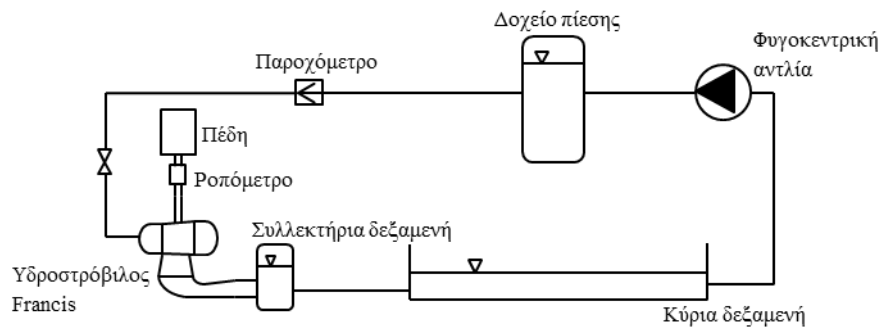 Δοχείο πίεσης
Φυγοκεντρική
αντλία
Παροχόμετρο
Πέδη
Ροπόμετρο
Συλλεκτήρια δεξαμενή
Υδροστρόβιλος
Francis
Κύρια δεξαμενή